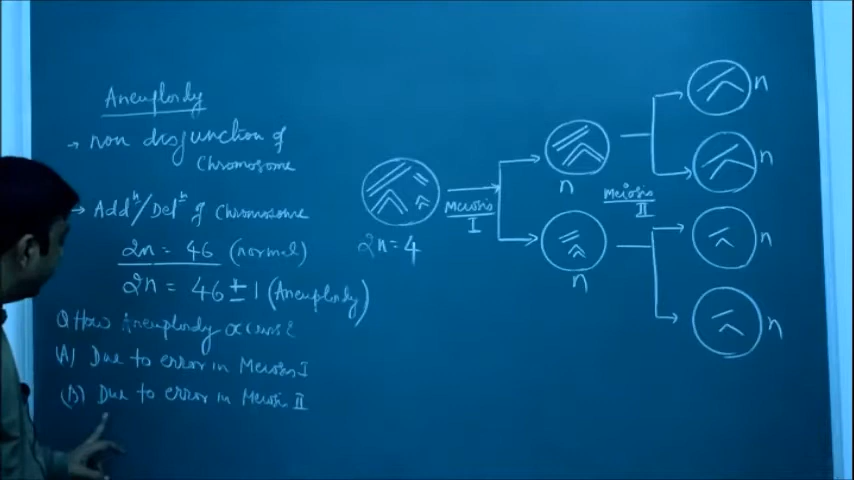 Aneuploidy
→ non disjunction of
Chromosome
→ Addⁿ/Delⁿ of Chromosome
2n = 46 (normal)
2n = 46 ± 1 (Aneuploidy)
Q How Aneuploidy occurs?
(A) Due to error in Meiosis I
(B) Due to error in Meiosis II
2n = 4
Meiosis
I
n
n
Meiosis
II
n
n
n
n